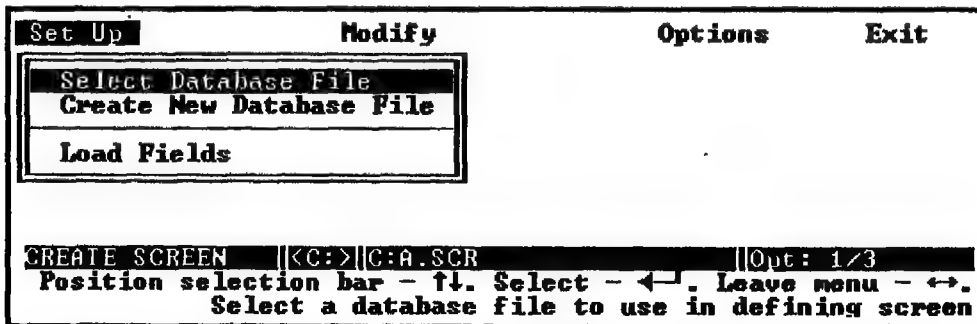 Set Up Modify Options Exit
Select Database File
Create New Database File
Load Fields
CREATE SCREEN ||<C:>||C:A.SCR ||Opt: 1/3
Position selection bar - ↑↓. Select - ↵. Leave menu - ↔.
Select a database file to use in defining screen